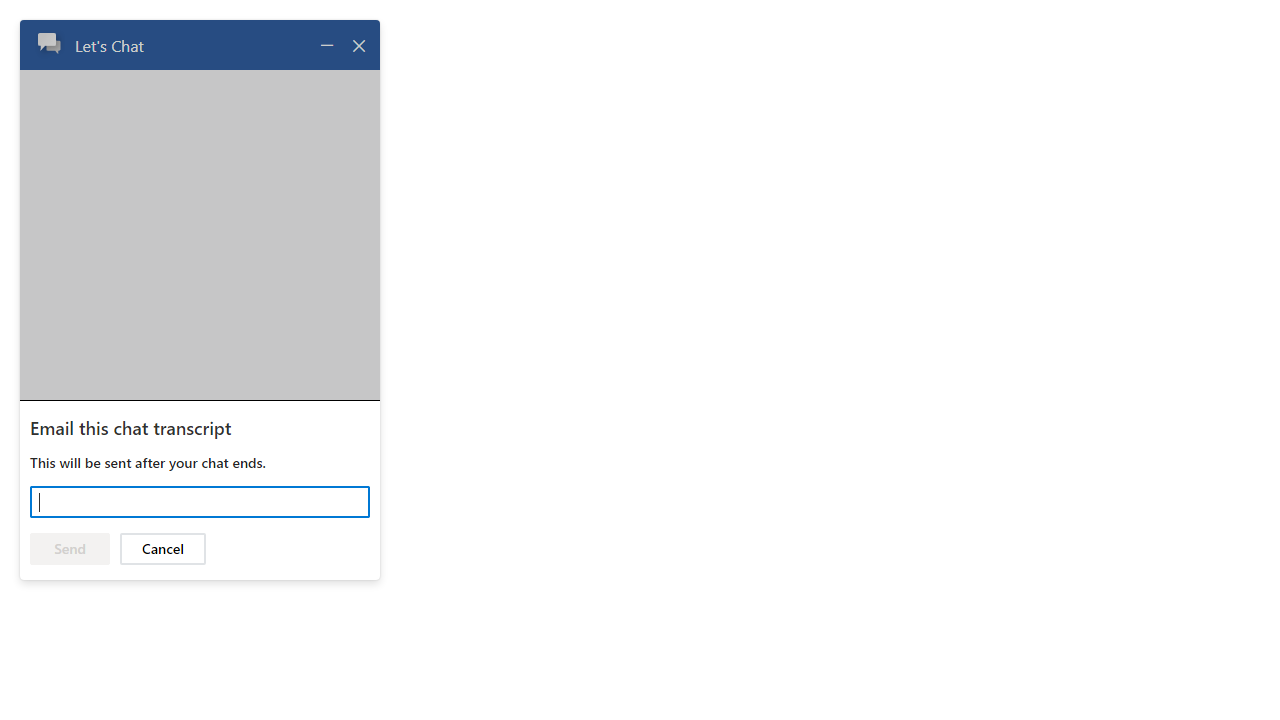 Let's Chat
Email this chat transcript
This will be sent after your chat ends.
Send
Cancel